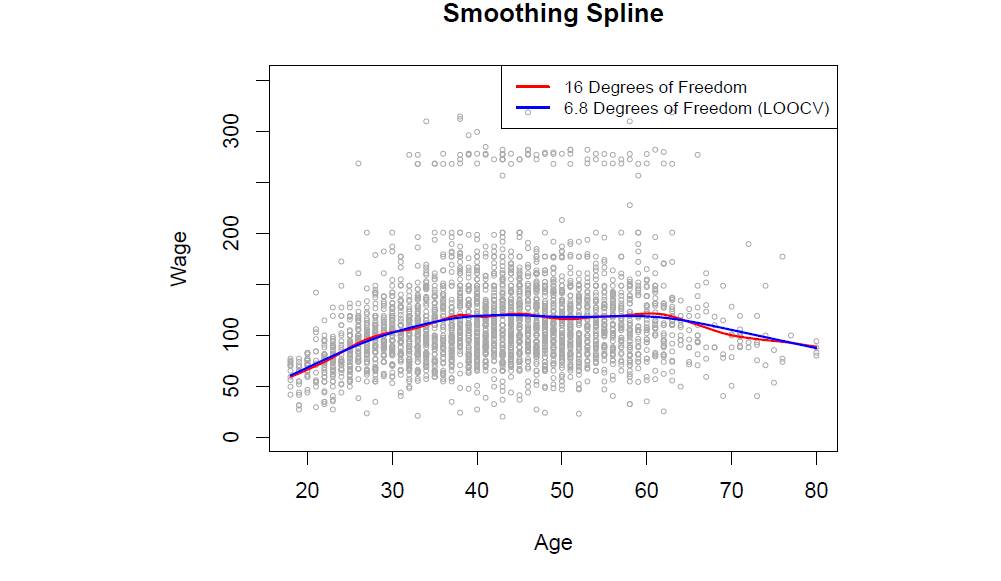 Smoothing Spline
16 Degrees of Freedom
6.8 Degrees of Freedom (LOOCV)
300
200
100
50
0
Wage
20 30 40 50 60 70 80
Age